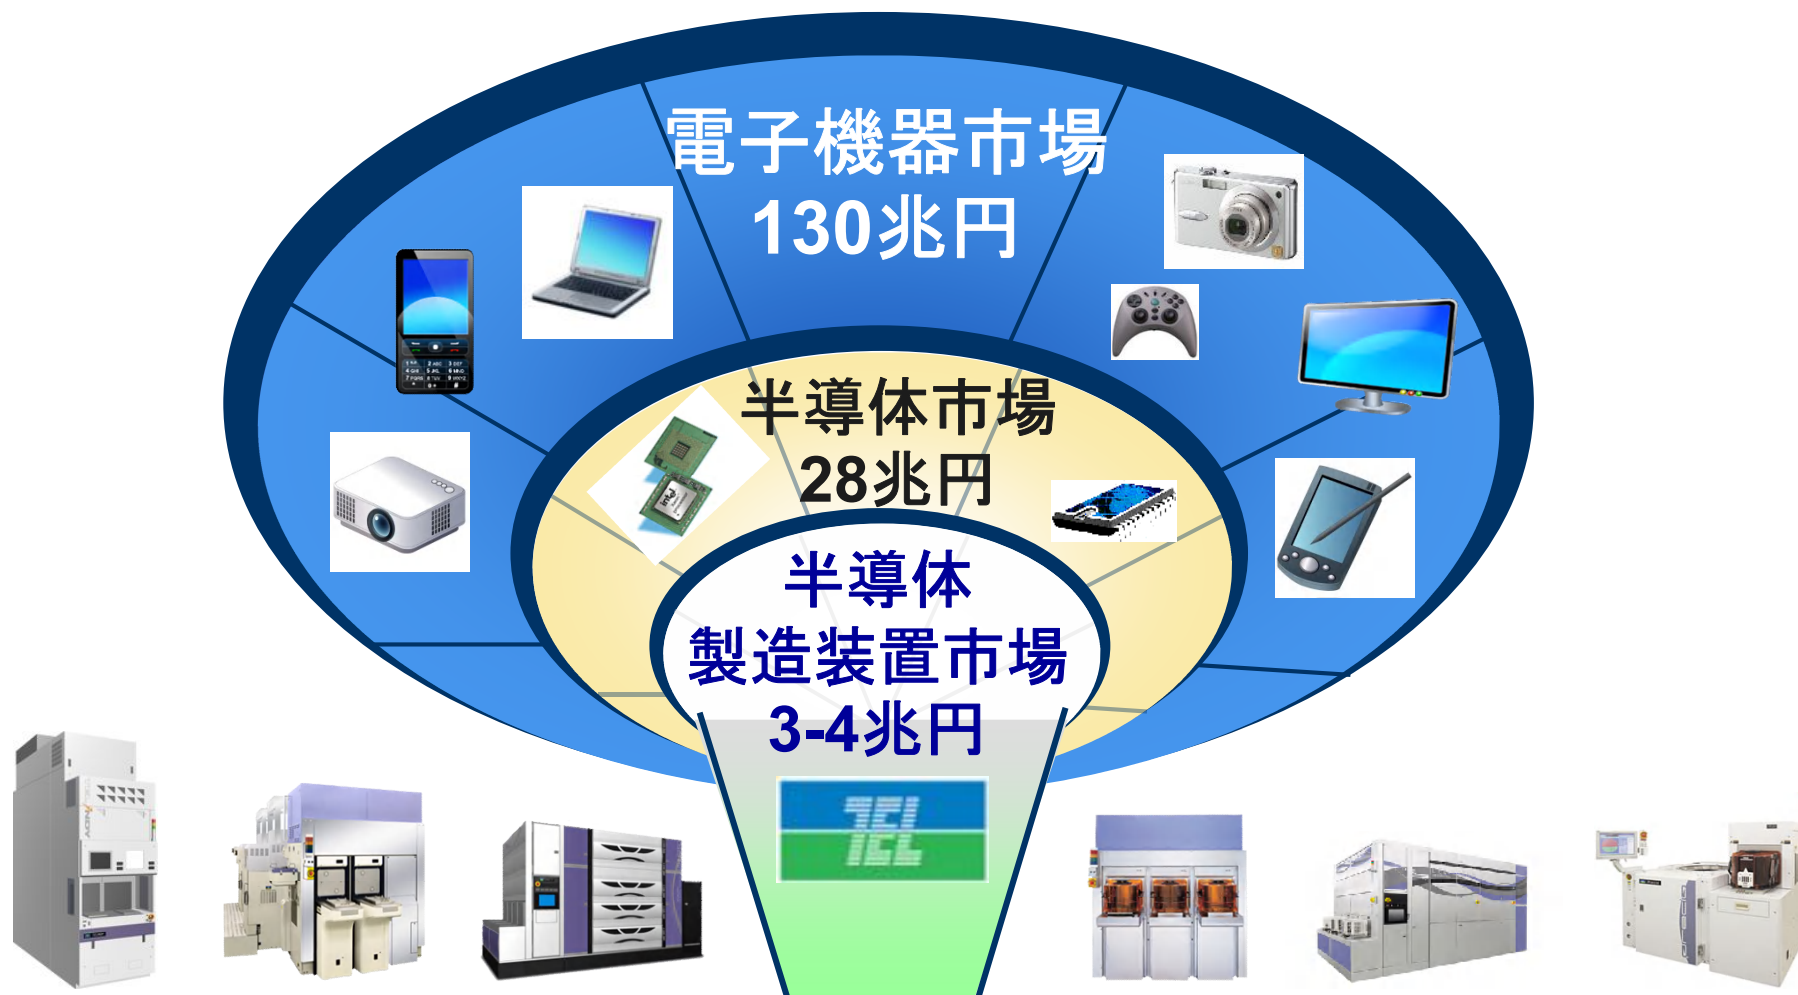 電子機器市場
130兆円
半導体市場
28兆円
半導体
製造装置市場
3-4兆円
TEL
intel